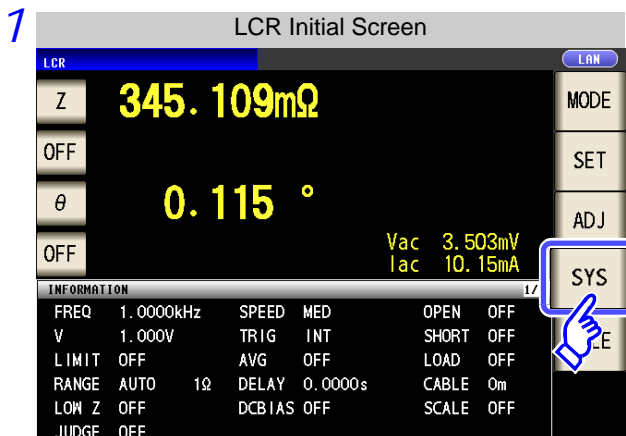 1
LCR Initial Screen
LCR
LAN
Z 345.109mΩ
MODE
OFF
SET
θ 0.115 °
ADJ
OFF
Vac 3.503mV
Iac 10.15mA
SYS
INFORMATION 1/
FREQ 1.0000kHz SPEED MED OPEN OFF
V 1.000V TRIG INT SHORT OFF
LIMIT OFF AVG OFF LOAD OFF
RANGE AUTO 1Ω DELAY 0.0000s CABLE 0m
LOW Z OFF DCBIAS OFF SCALE OFF
JUDGE OFF